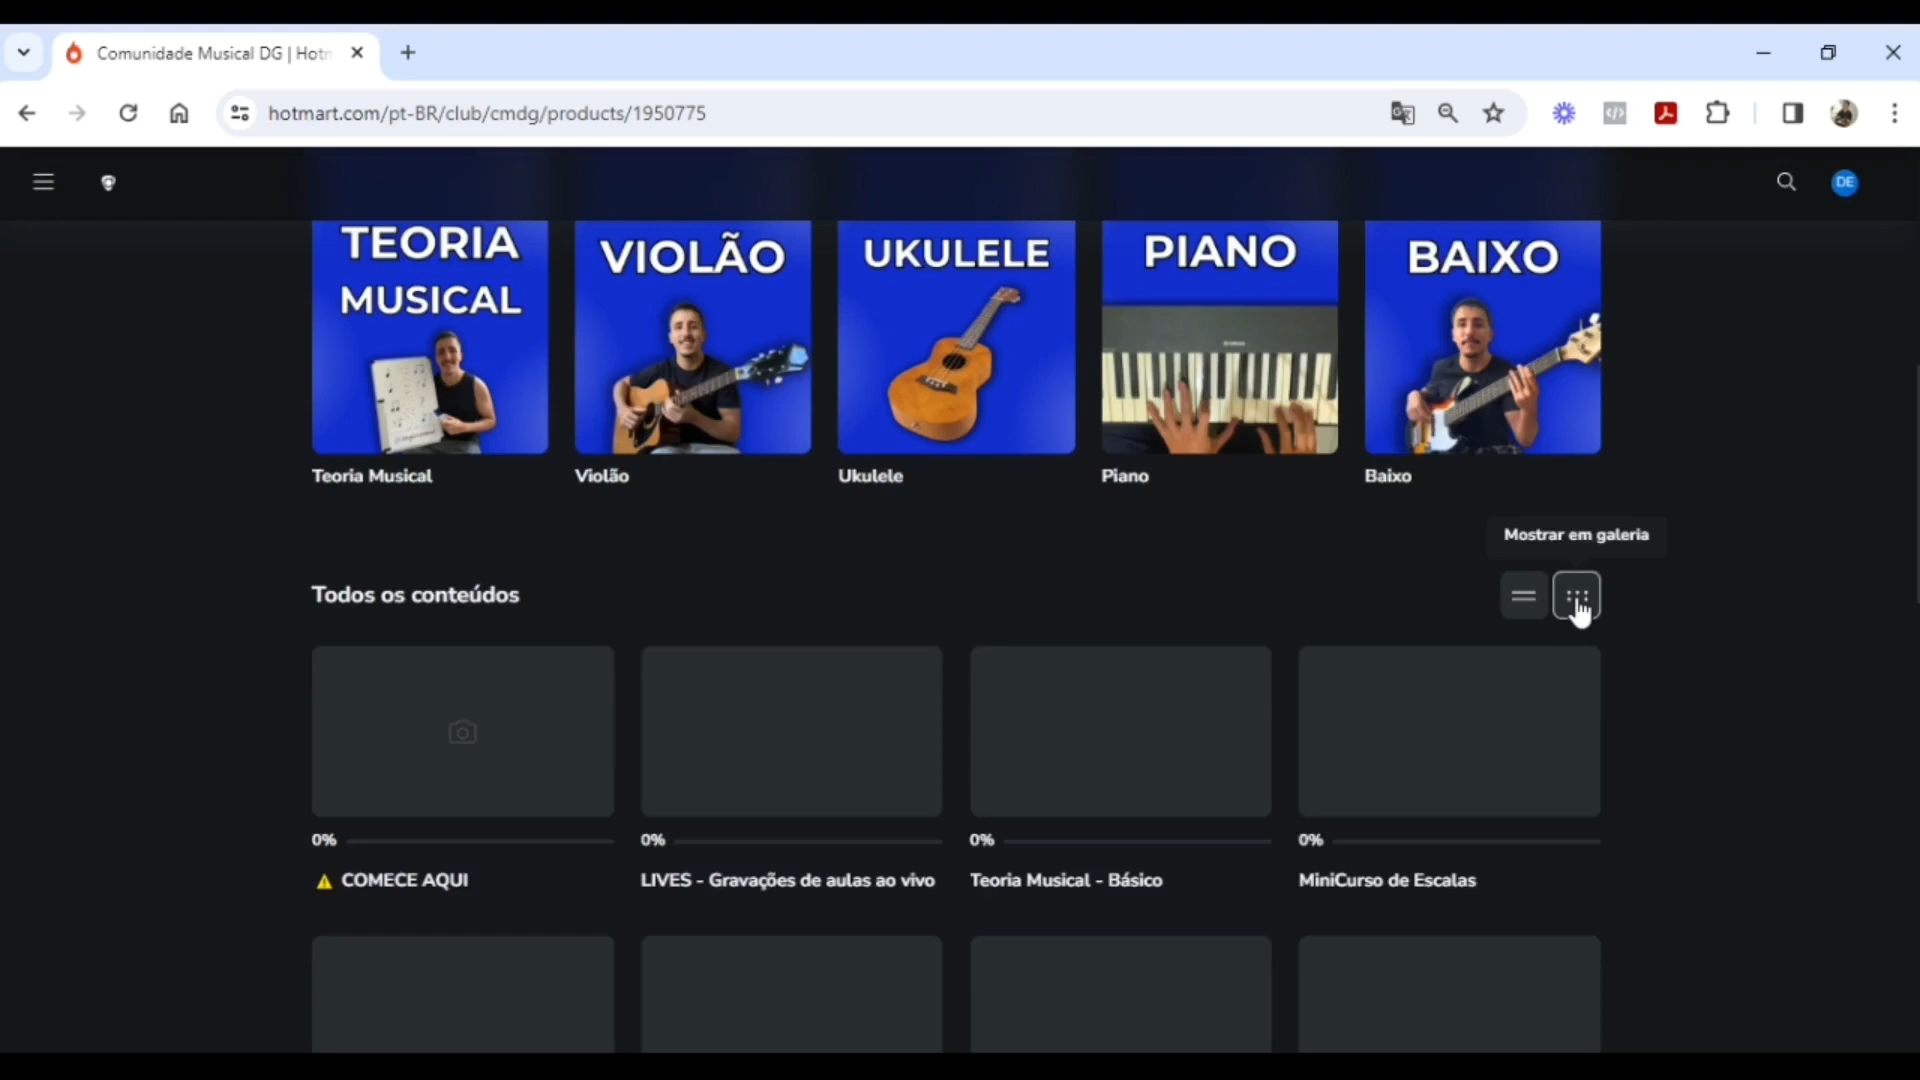 Comunidade Musical DG | Hotm
hotmart.com/pt-BR/club/cmdg/products/1950775
DE
TEORIA
MUSICAL
VIOLÃO
UKULELE
PIANO
BAIXO
Teoria Musical
Violão
Ukulele
Piano
Baixo
Mostrar em galeria
Todos os conteúdos
0%
0%
0%
0%
⚠ COMECE AQUI
LIVES - Gravações de aulas ao vivo
Teoria Musical - Básico
MiniCurso de Escalas